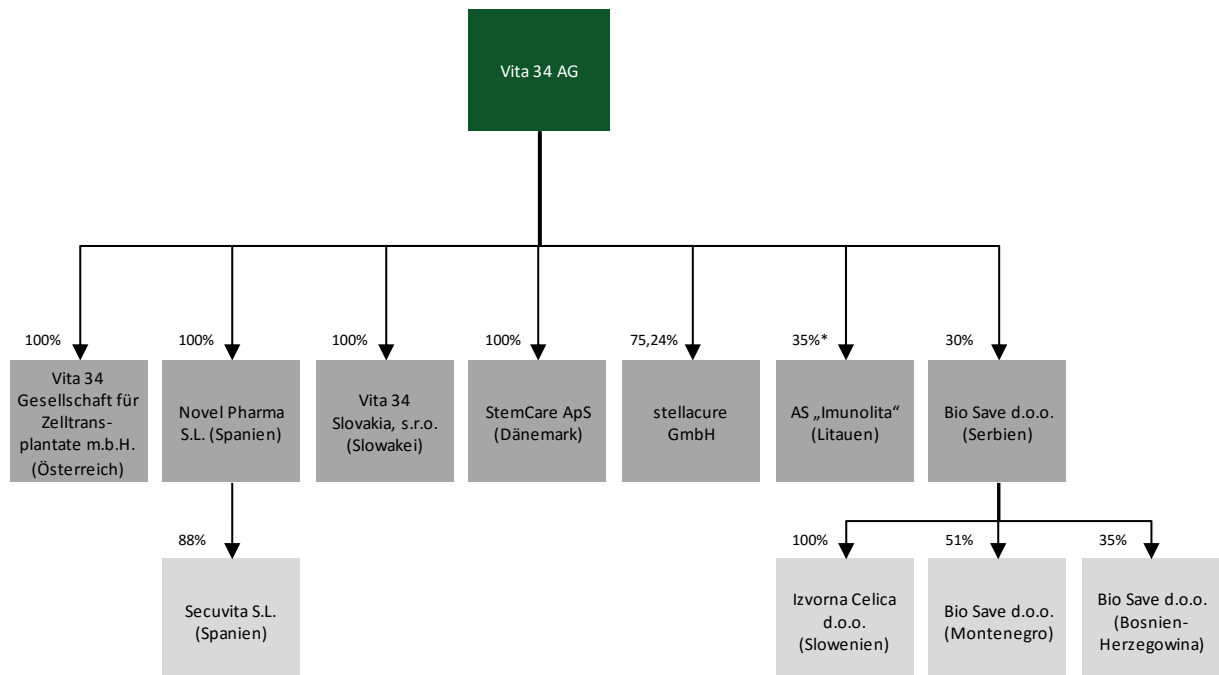 Vita 34 AG
100%
100%
100%
100%
75,24%
35%*
30%
Vita 34
Gesellschaft für
Zelltrans-
plantate m.b.H.
(Österreich)
Novel Pharma
S.L. (Spanien)
Vita 34
Slovakia, s.r.o.
(Slowakei)
StemCare ApS
(Dänemark)
stellacure
GmbH
AS „Imunolita“
(Litauen)
Bio Save d.o.o.
(Serbien)
88%
100%
51%
35%
Secuvita S.L.
(Spanien)
Izvorna Celica
d.o.o.
(Slowenien)
Bio Save d.o.o.
(Montenegro)
Bio Save d.o.o.
(Bosnien-
Herzegowina)